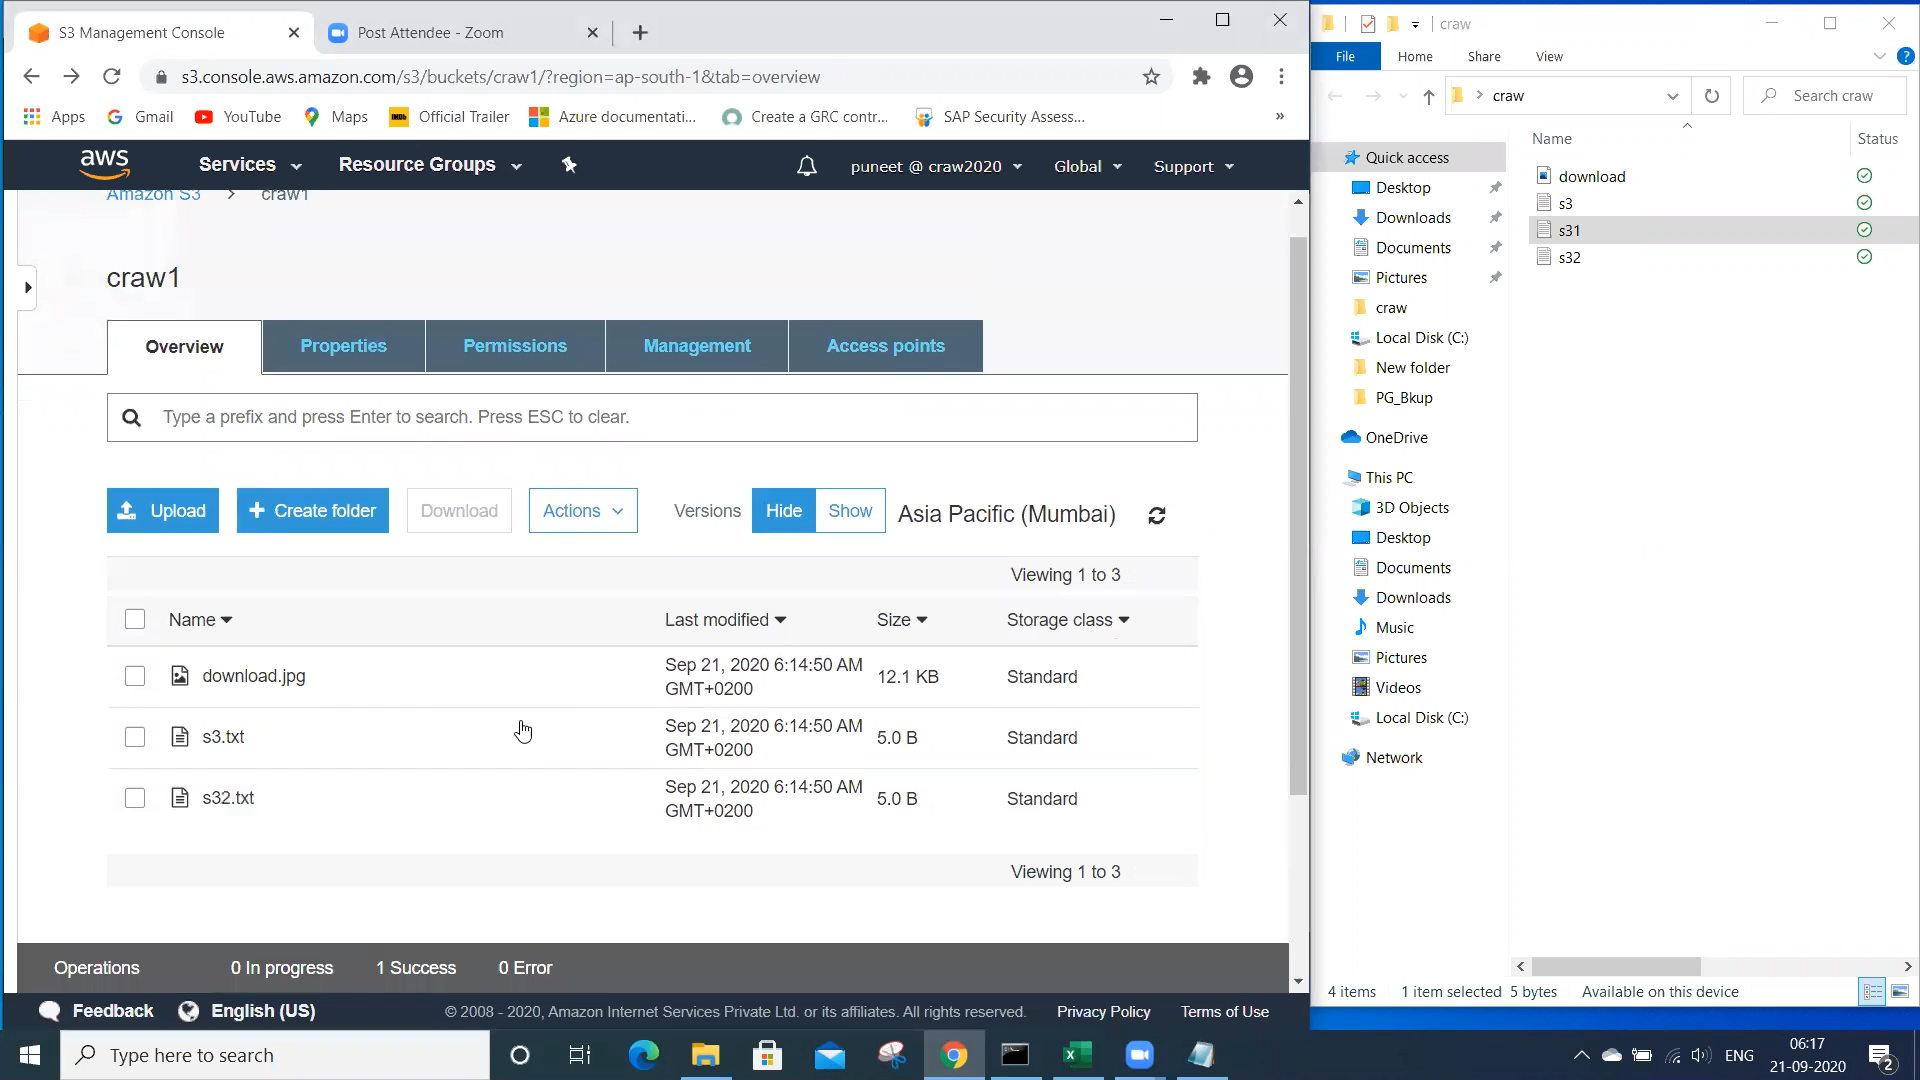 S3 Management Console
Post Attendee - Zoom
s3.console.aws.amazon.com/s3/buckets/craw1/?region=ap-south-1&tab=overview
Apps Gmail YouTube Maps Official Trailer Azure documentati... Create a GRC contr... SAP Security Assess... »
aws Services Resource Groups puneet @ craw2020 Global Support
Amazon S3 > craw1
craw1
Overview Properties Permissions Management Access points
Type a prefix and press Enter to search. Press ESC to clear.
Upload + Create folder Download Actions Versions Hide Show Asia Pacific (Mumbai)
Viewing 1 to 3
Name Last modified Size Storage class
download.jpg Sep 21, 2020 6:14:50 AM GMT+0200 12.1 KB Standard
s3.txt Sep 21, 2020 6:14:50 AM GMT+0200 5.0 B Standard
s32.txt Sep 21, 2020 6:14:50 AM GMT+0200 5.0 B Standard
Viewing 1 to 3
Operations 0 In progress 1 Success 0 Error
Feedback English (US) © 2008 - 2020, Amazon Internet Services Private Ltd. or its affiliates. All rights reserved. Privacy Policy Terms of Use
craw
File Home Share View
craw Search craw
Name Status
Quick access
Desktop
Downloads
Documents
Pictures
craw
Local Disk (C:)
New folder
PG_Bkup
OneDrive
This PC
3D Objects
Desktop
Documents
Downloads
Music
Pictures
Videos
Local Disk (C:)
Network
download
s3
s31
s32
4 items 1 item selected 5 bytes Available on this device
Type here to search
ENG
06:17
21-09-2020
2